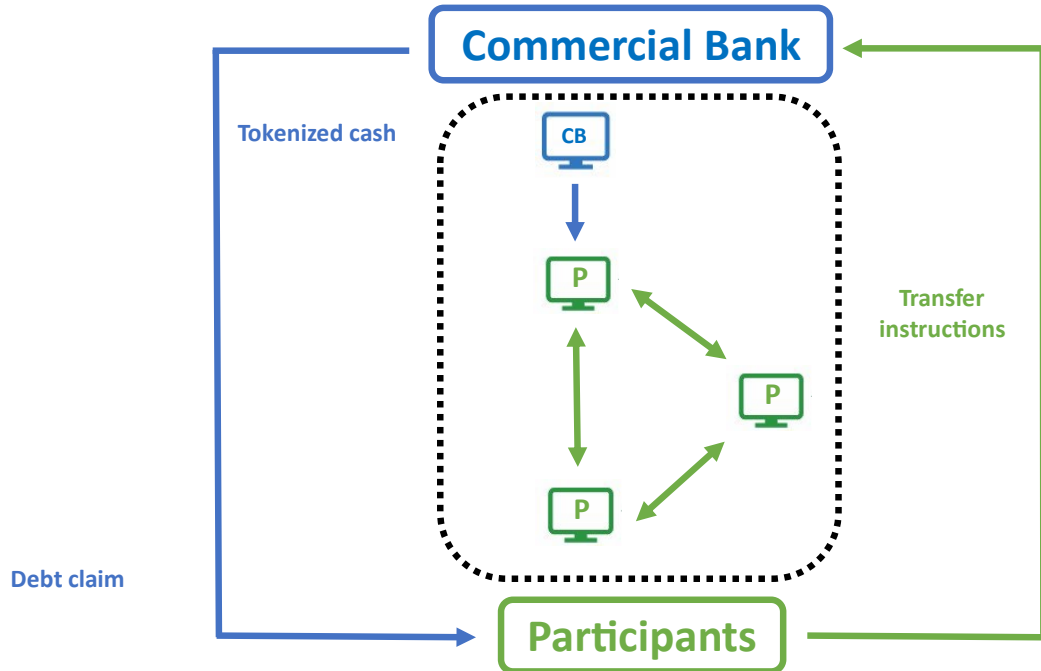 Commercial Bank
Tokenized cash
CB
P
Transfer
instructions
P
P
Debt claim
Participants